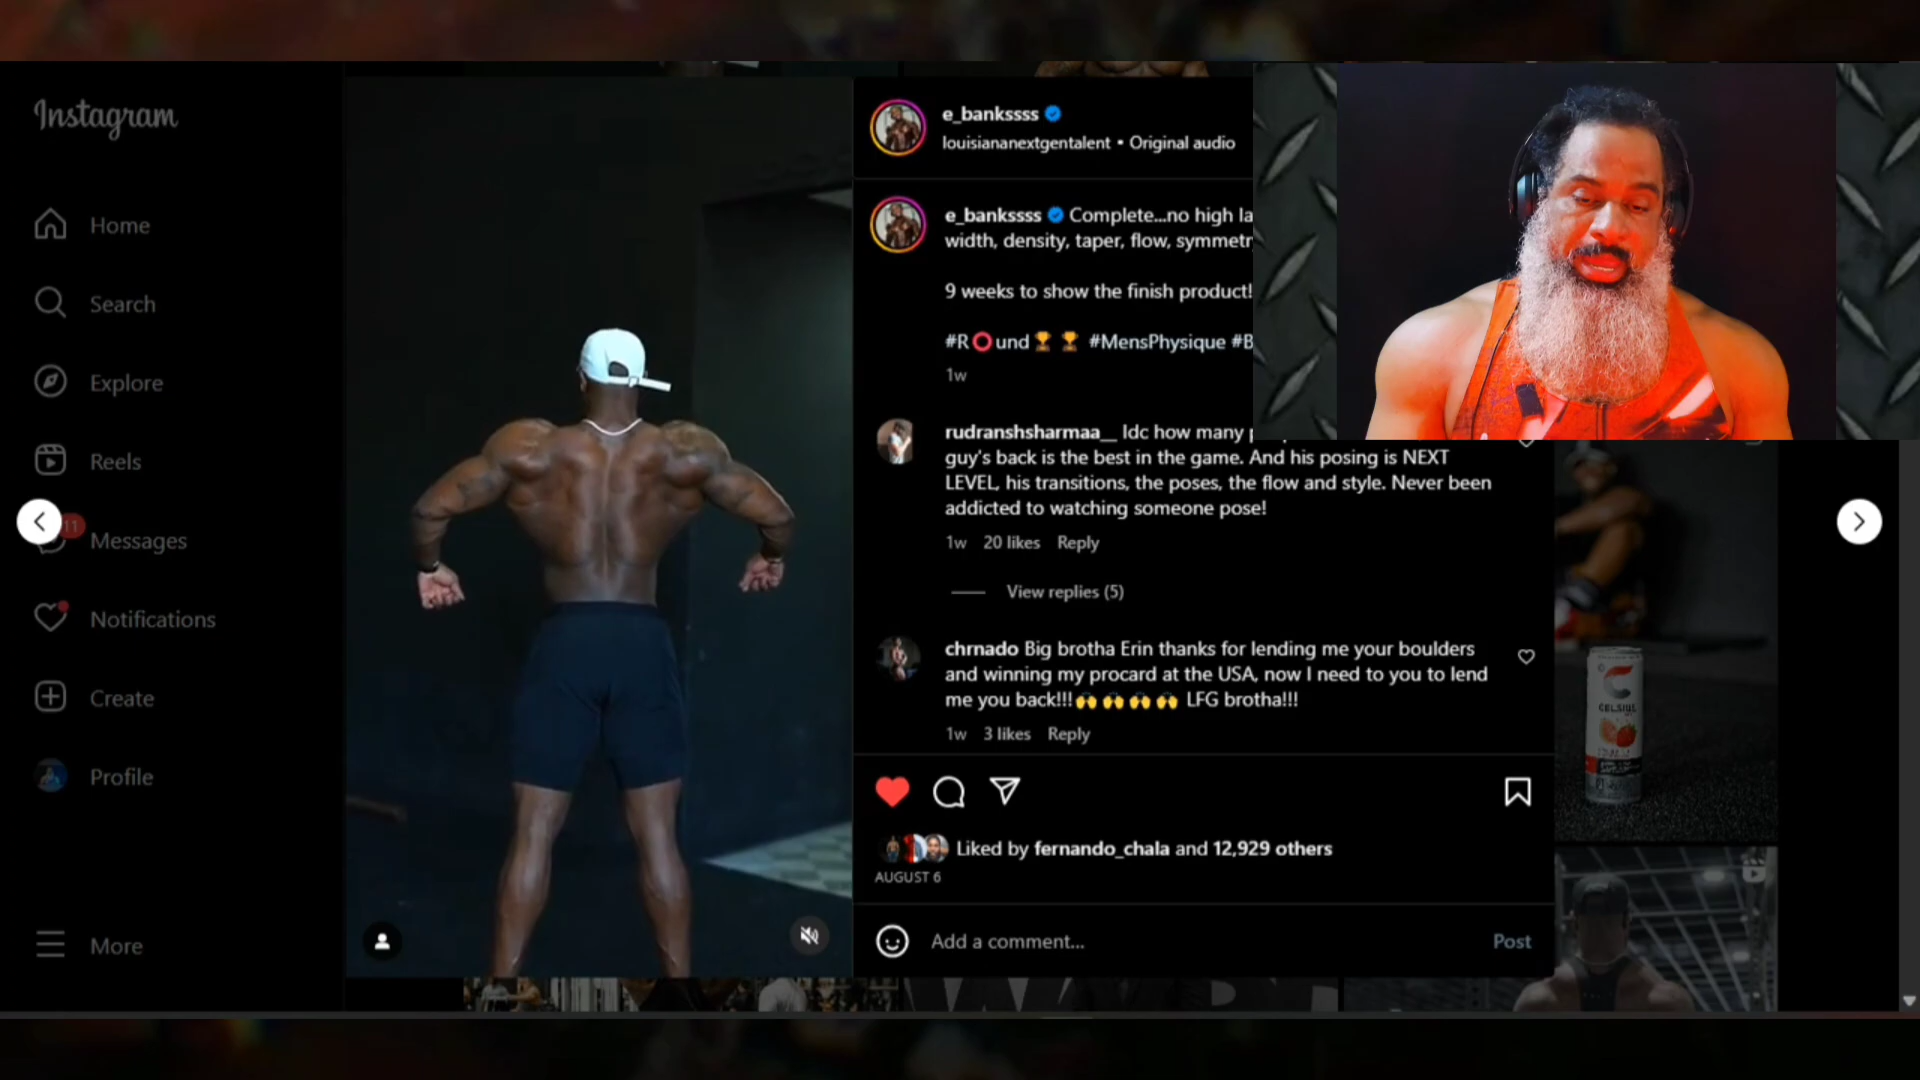 Instagram
Home
Search
Explore
Reels
11
Messages
Notifications
Create
Profile
More
e_bankssss
louisiananextgentalent • Original audio
e_bankssss Complete...no high la
width, density, taper, flow, symmetr
9 weeks to show the finish product!
#R⭕und🏆🏆 #MensPhysique #B
1w
rudranshsharmaa__ Idc how many
guy's back is the best in the game. And his posing is NEXT
LEVEL, his transitions, the poses, the flow and style. Never been
addicted to watching someone pose!
1w 20 likes Reply
View replies (5)
chrnado Big brotha Erin thanks for lending me your boulders
and winning my procard at the USA, now I need to you to lend
me you back!!!🙌🙌🙌🙌 LFG brotha!!!
1w 3 likes Reply
Liked by fernando_chala and 12,929 others
AUGUST 6
Add a comment...
Post
CELSIUS